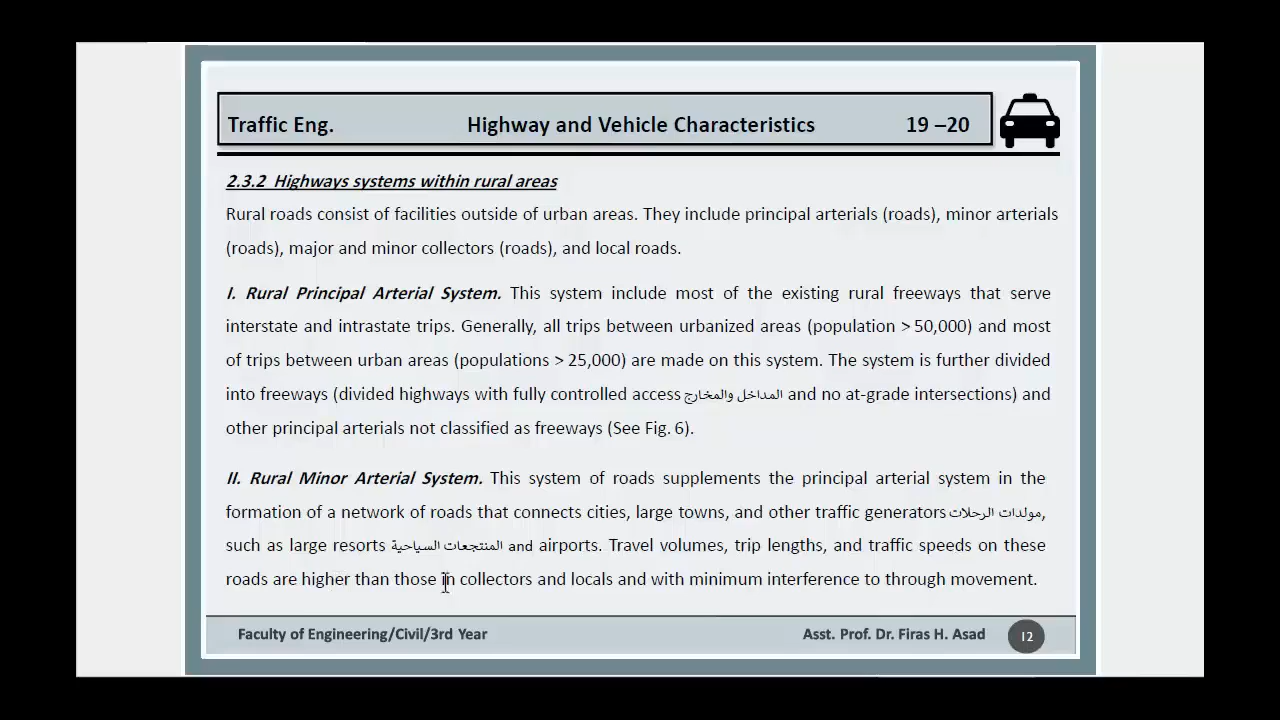 Traffic Eng. Highway and Vehicle Characteristics 19 –20
2.3.2 Highways systems within rural areas
Rural roads consist of facilities outside of urban areas. They include principal arterials (roads), minor arterials
(roads), major and minor collectors (roads), and local roads.
I. Rural Principal Arterial System. This system include most of the existing rural freeways that serve
interstate and intrastate trips. Generally, all trips between urbanized areas (population > 50,000) and most
of trips between urban areas (populations > 25,000) are made on this system. The system is further divided
into freeways (divided highways with fully controlled access المداخل والمخارج and no at-grade intersections) and
other principal arterials not classified as freeways (See Fig. 6).
II. Rural Minor Arterial System. This system of roads supplements the principal arterial system in the
formation of a network of roads that connects cities, large towns, and other traffic generators مولدات الرحلات,
such as large resorts المنتجعات السياحية and airports. Travel volumes, trip lengths, and traffic speeds on these
roads are higher than those in collectors and locals and with minimum interference to through movement.
Faculty of Engineering/Civil/3rd Year Asst. Prof. Dr. Firas H. Asad 12